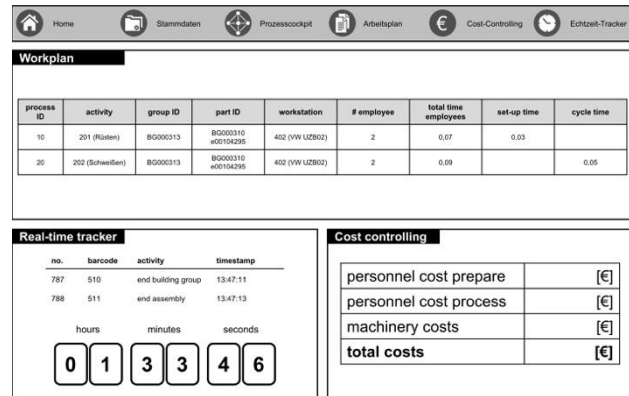 Home Stammdaten Prozesscockpit Arbeitsplan € Cost-Controlling Echtzeit-Tracker
Workplan
process ID activity group ID part ID workstation # employee total time employees set-up time cycle time
10 201 (Rüsten) BG000313 BG000310 e00104295 402 (VW UZB02) 2 0,07 0,03
20 202 (Schweißen) BG000313 BG000310 e00104295 402 (VW UZB02) 2 0,09 0,05
Real-time tracker
no. barcode activity timestamp
787 510 end building group 13:47:11
788 511 end assembly 13:47:13
hours minutes seconds
0 1 3 3 4 6
Cost controlling
personnel cost prepare [€]
personnel cost process [€]
machinery costs [€]
total costs [€]